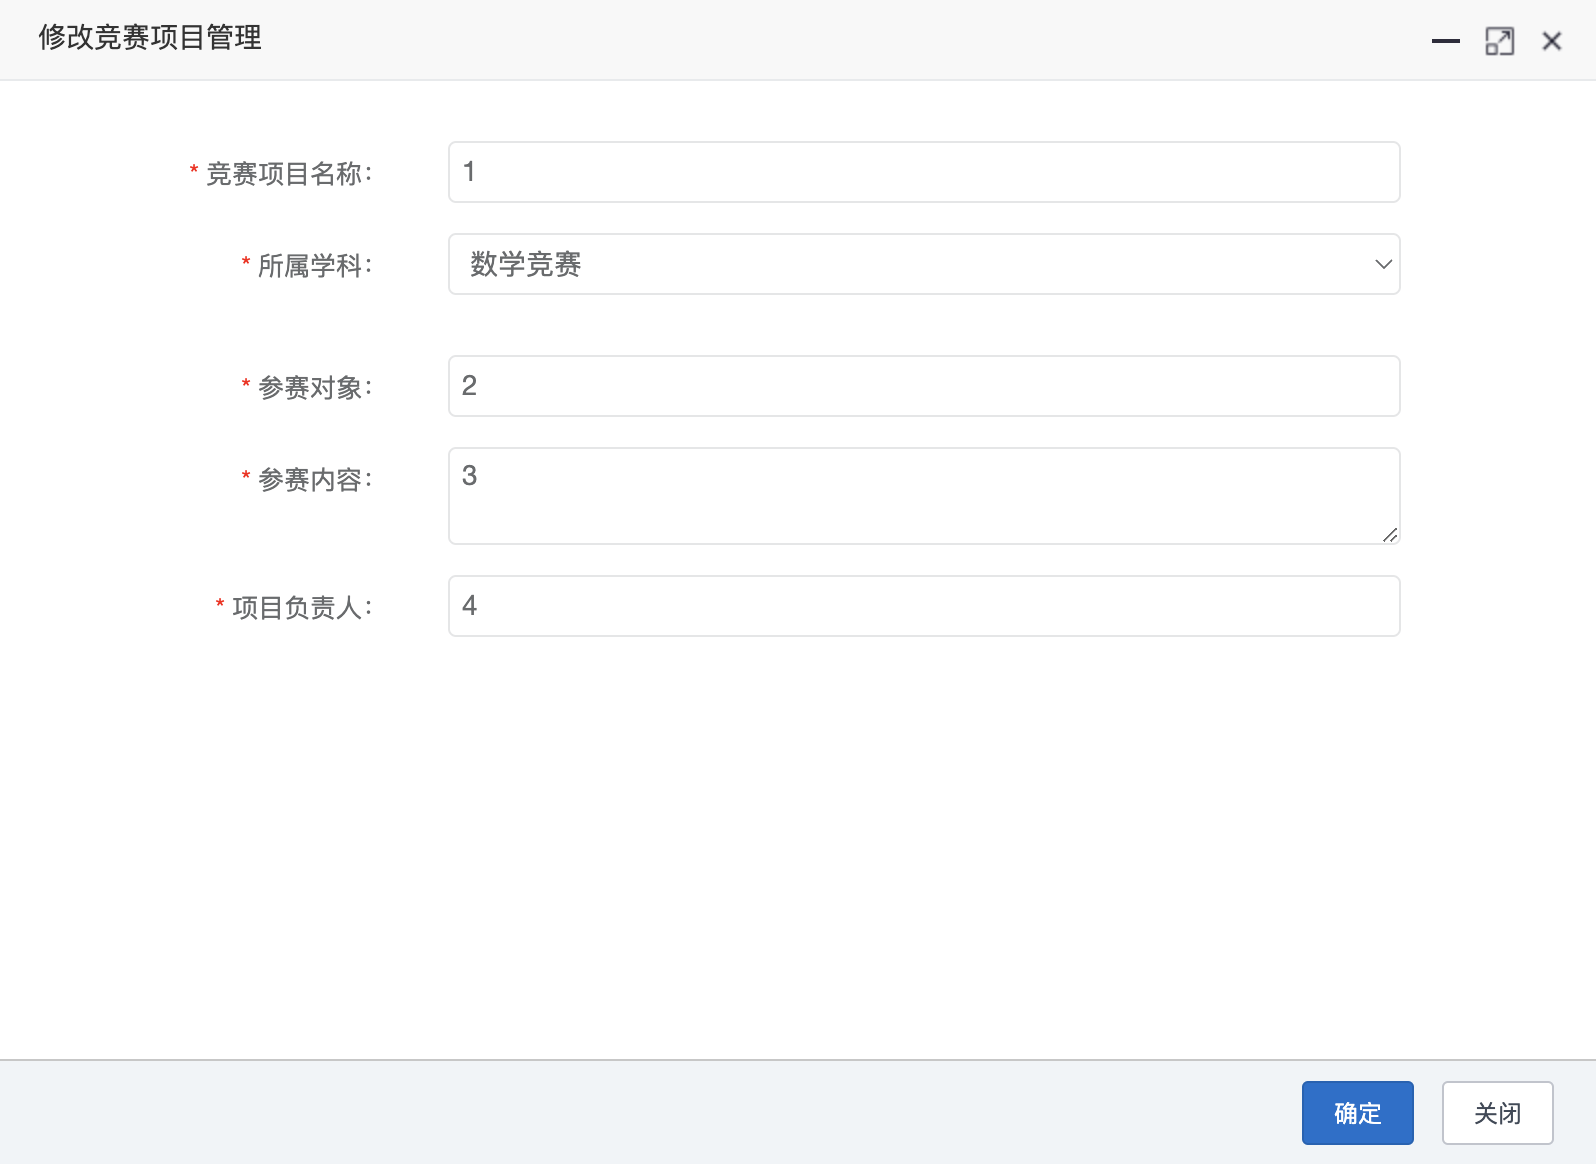 修改竞赛项目管理
* 竞赛项目名称: 1
* 所属学科: 数学竞赛
* 参赛对象: 2
* 参赛内容: 3
* 项目负责人: 4
确定 关闭